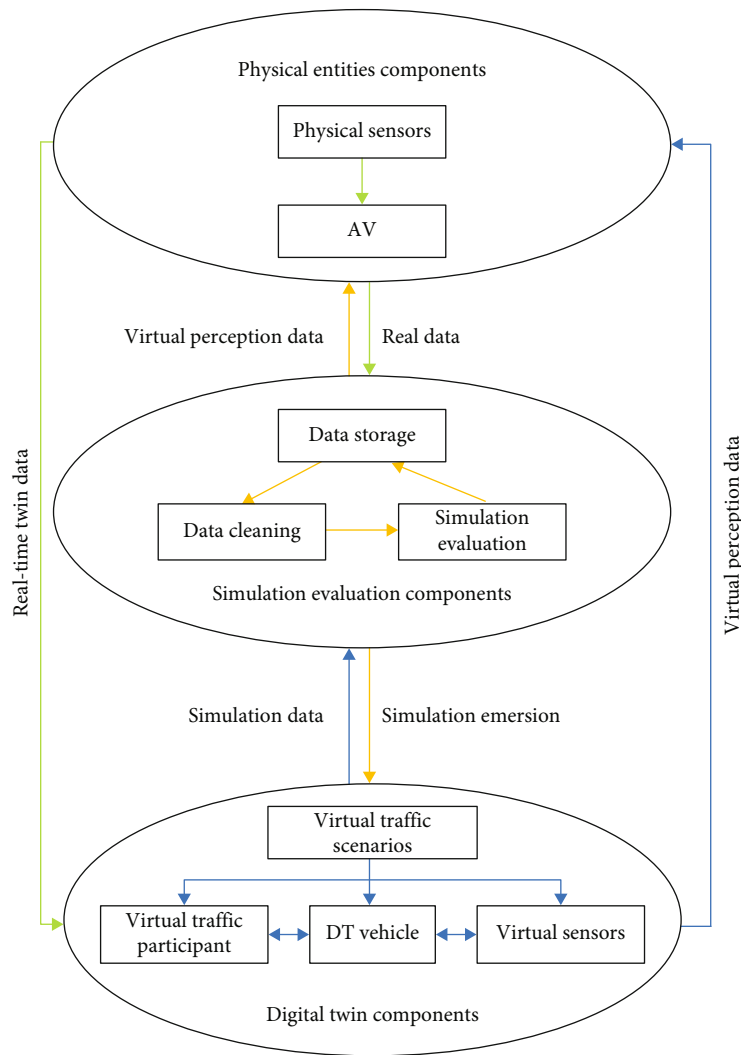 Physical entities components
Physical sensors
AV
Virtual perception data
Real data
Data storage
Data cleaning
Simulation
evaluation
Simulation evaluation components
Real-time twin data
Virtual perception data
Simulation data
Simulation emersion
Virtual traffic
scenarios
Virtual traffic
participant
DT vehicle
Virtual sensors
Digital twin components